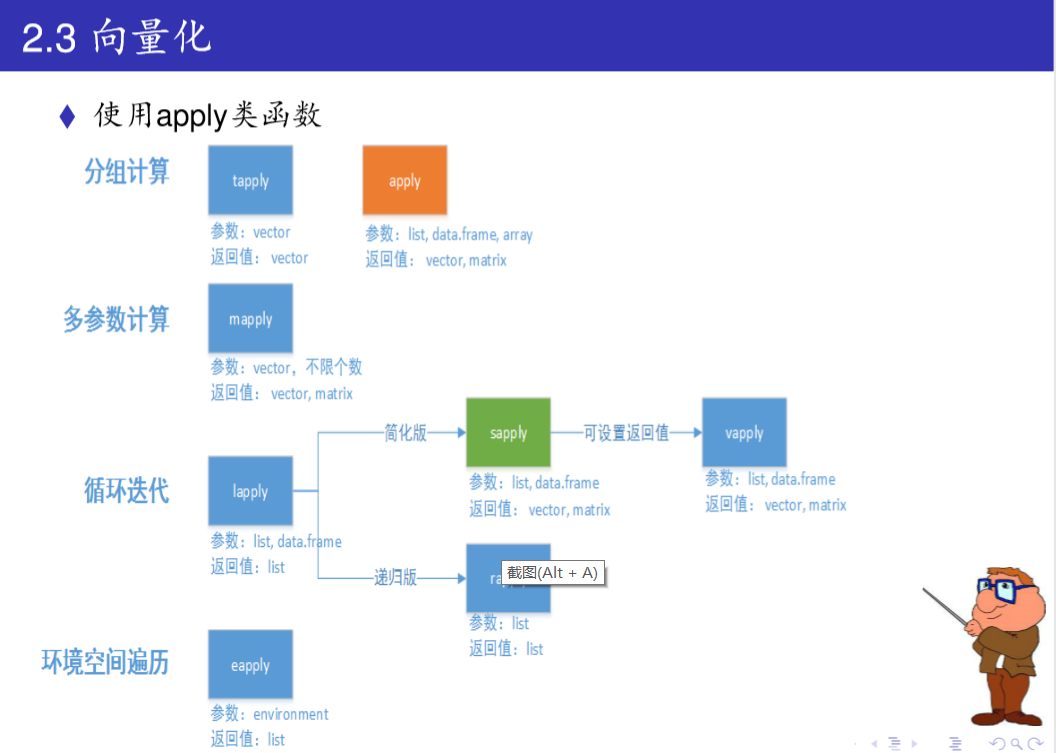 2.3 向量化
使用apply类函数
分组计算
tapply
apply
参数：vector
返回值： vector
参数：list, data.frame, array
返回值： vector, matrix
多参数计算
mapply
参数：vector，不限个数
返回值： vector, matrix
循环迭代
lapply
参数：list, data.frame
返回值：list
简化版
sapply
可设置返回值
vapply
参数：list, data.frame
返回值： vector, matrix
参数：list, data.frame
返回值： vector, matrix
递归版
截图(Alt + A)
参数：list
返回值：list
环境空间遍历
eapply
参数：environment
返回值：list